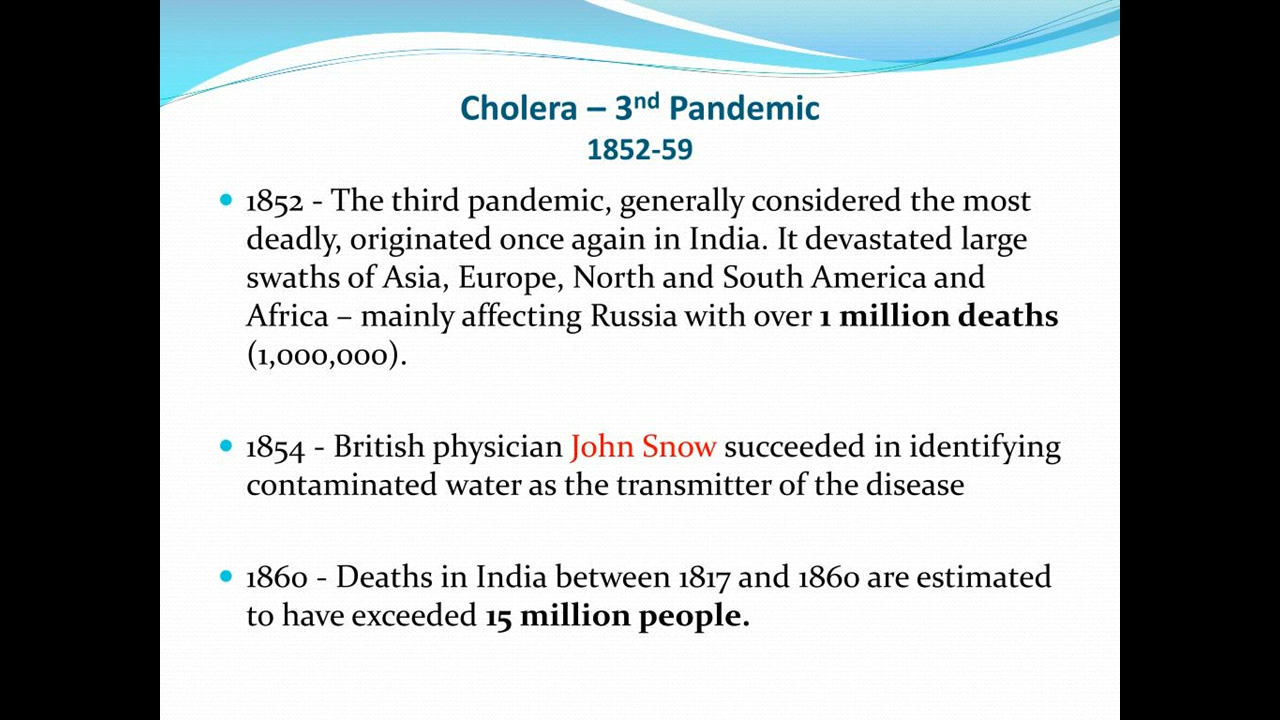 Cholera – 3nd Pandemic
1852-59
• 1852 - The third pandemic, generally considered the most
deadly, originated once again in India. It devastated large
swaths of Asia, Europe, North and South America and
Africa – mainly affecting Russia with over 1 million deaths
(1,000,000).
• 1854 - British physician John Snow succeeded in identifying
contaminated water as the transmitter of the disease
• 1860 - Deaths in India between 1817 and 1860 are estimated
to have exceeded 15 million people.